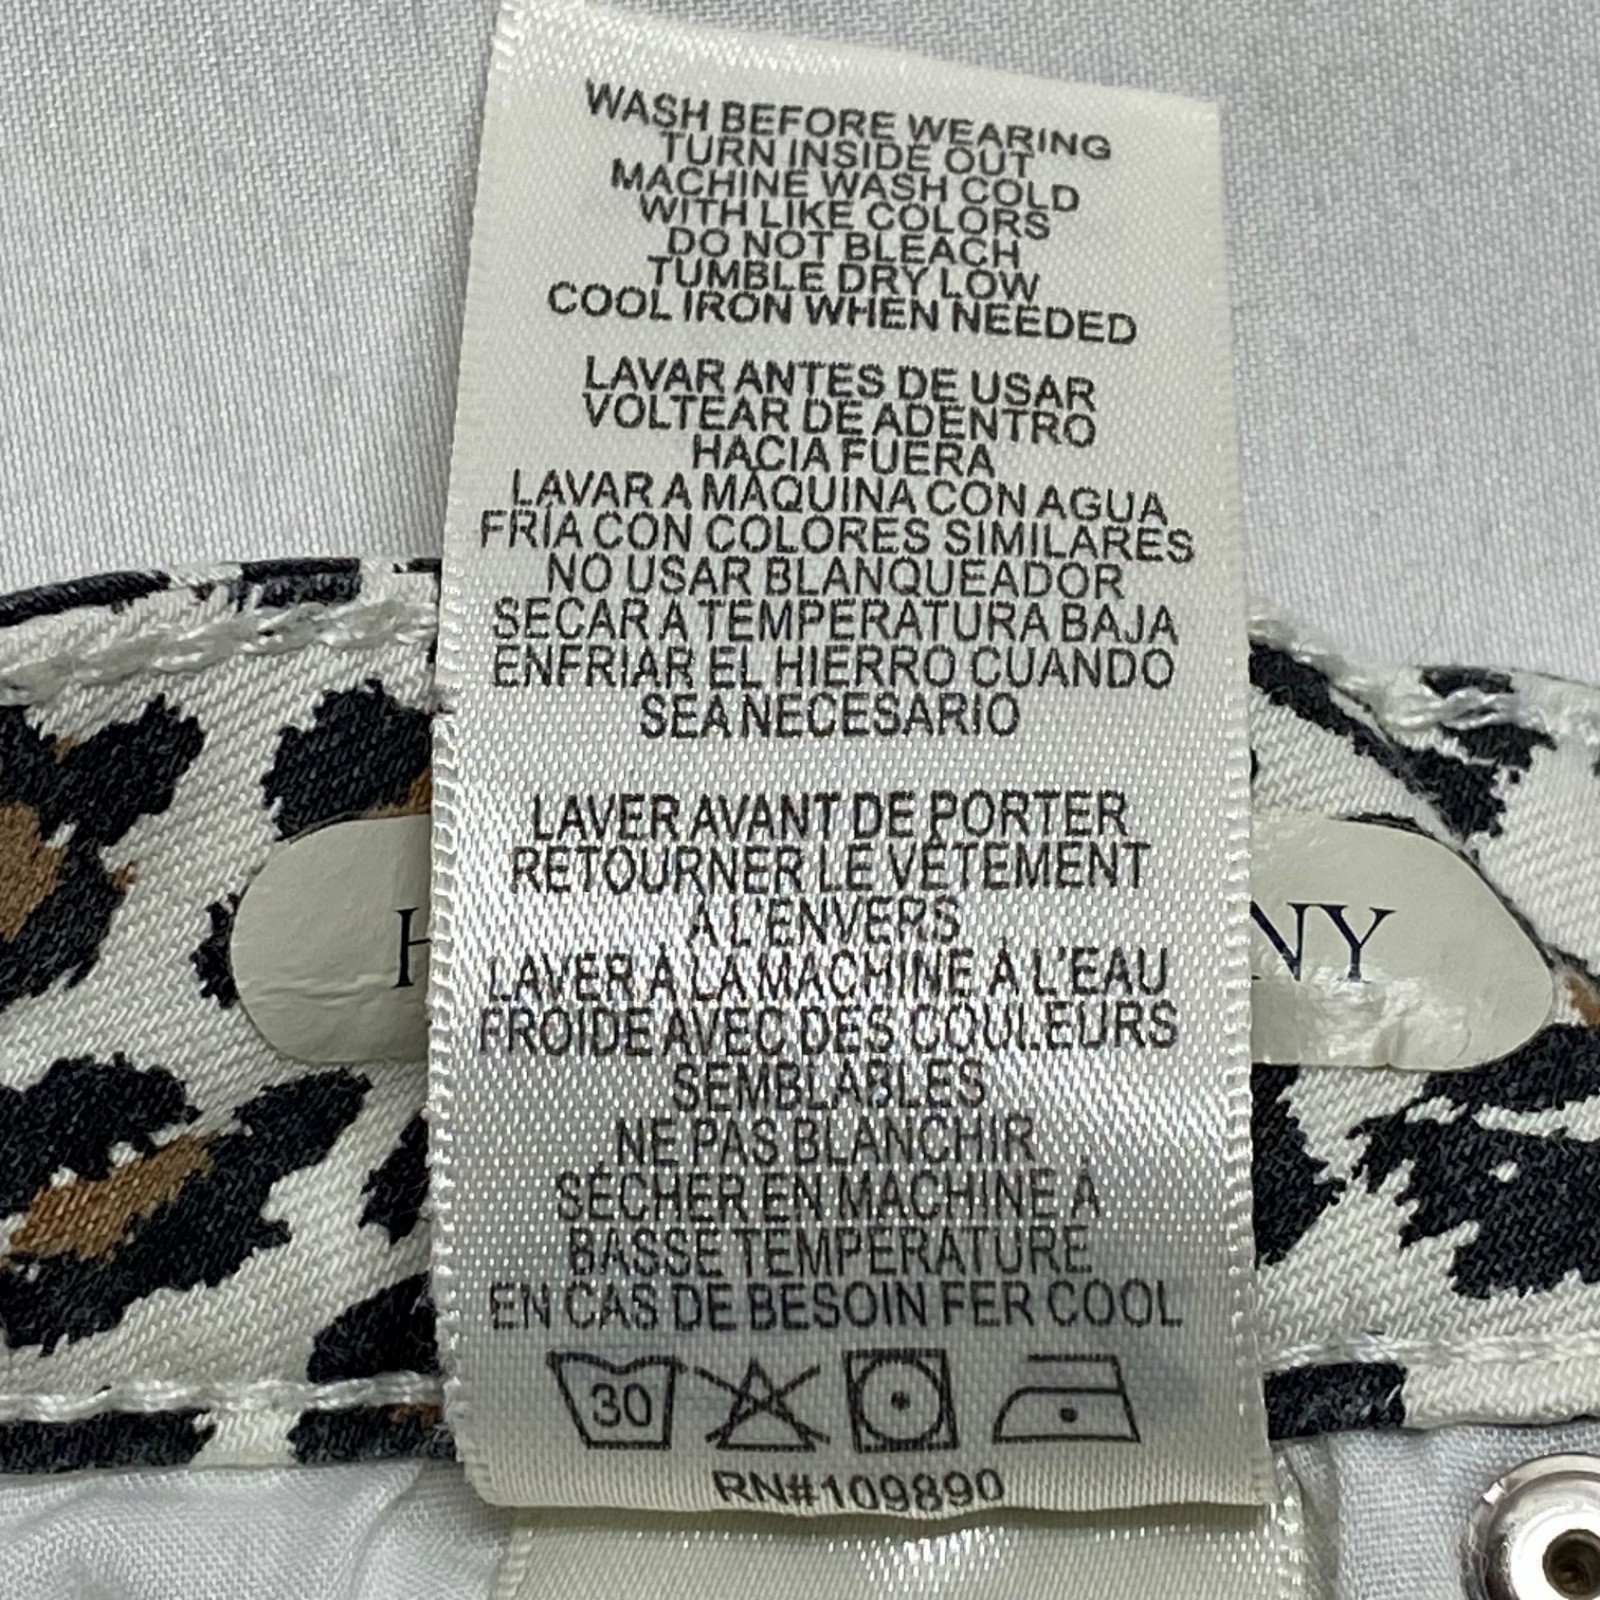 WASH BEFORE WEARING
TURN INSIDE OUT
MACHINE WASH COLD
WITH LIKE COLORS
DO NOT BLEACH
TUMBLE DRY LOW
COOL IRON WHEN NEEDED
LAVAR ANTES DE USAR
VOLTEAR DE ADENTRO
HACIA FUERA
LAVAR A MÁQUINA CON AGUA
FRÍA CON COLORES SIMILARES
NO USAR BLANQUEADOR
SECAR A TEMPERATURA BAJA
ENFRIAR EL HIERRO CUANDO
SEA NECESARIO
LAVER AVANT DE PORTER
RETOURNER LE VÊTEMENT
À L'ENVERS
LAVER À LA MACHINE À L'EAU
FROIDE AVEC DES COULEURS
SEMBLABLES
NE PAS BLANCHIR
SÉCHER EN MACHINE À
BASSE TEMPÉRATURE
EN CAS DE BESOIN FER COOL
30
RN#109890
NY